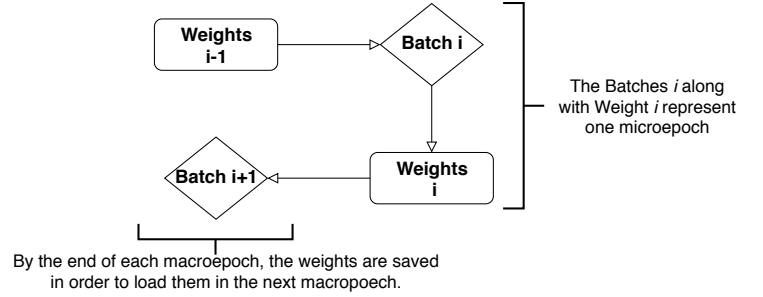 Weights
i-1
Batch i
The Batches i along
with Weight i represent
one microepoch
Batch i+1
Weights
i
By the end of each macroepoch, the weights are saved
in order to load them in the next macropoech.